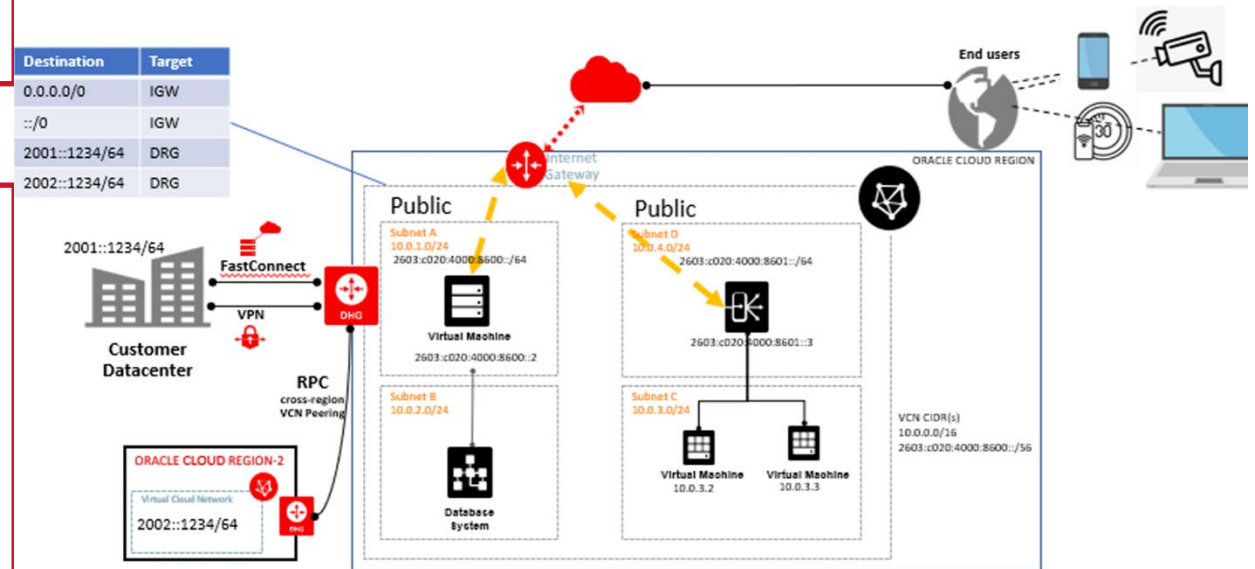 Destination Target
0.0.0.0/0 IGW
::/0 IGW
2001::1234/64 DRG
2002::1234/64 DRG
End users
30
ORACLE CLOUD REGION
Internet
Gateway
Public
Subnet A
10.0.1.0/24
2603:c020:4000:8600::/64
Virtual Machine
2603:c020:4000:8600::2
Public
Subnet D
10.0.4.0/24
2603:c020:4000:8601::/64
2603:c020:4000:8601::3
2001::1234/64
FastConnect
VPN
DHG
Customer
Datacenter
RPC
cross-region
VCN Peering
Subnet B
10.0.2.0/24
Database
System
Subnet C
10.0.3.0/24
Virtual Machine
10.0.3.2
Virtual Machine
10.0.3.3
VCN CIDR(s)
10.0.0.0/16
2603:c020:4000:8600::/56
ORACLE CLOUD REGION-2
Virtual Cloud Network
2002::1234/64
DHG